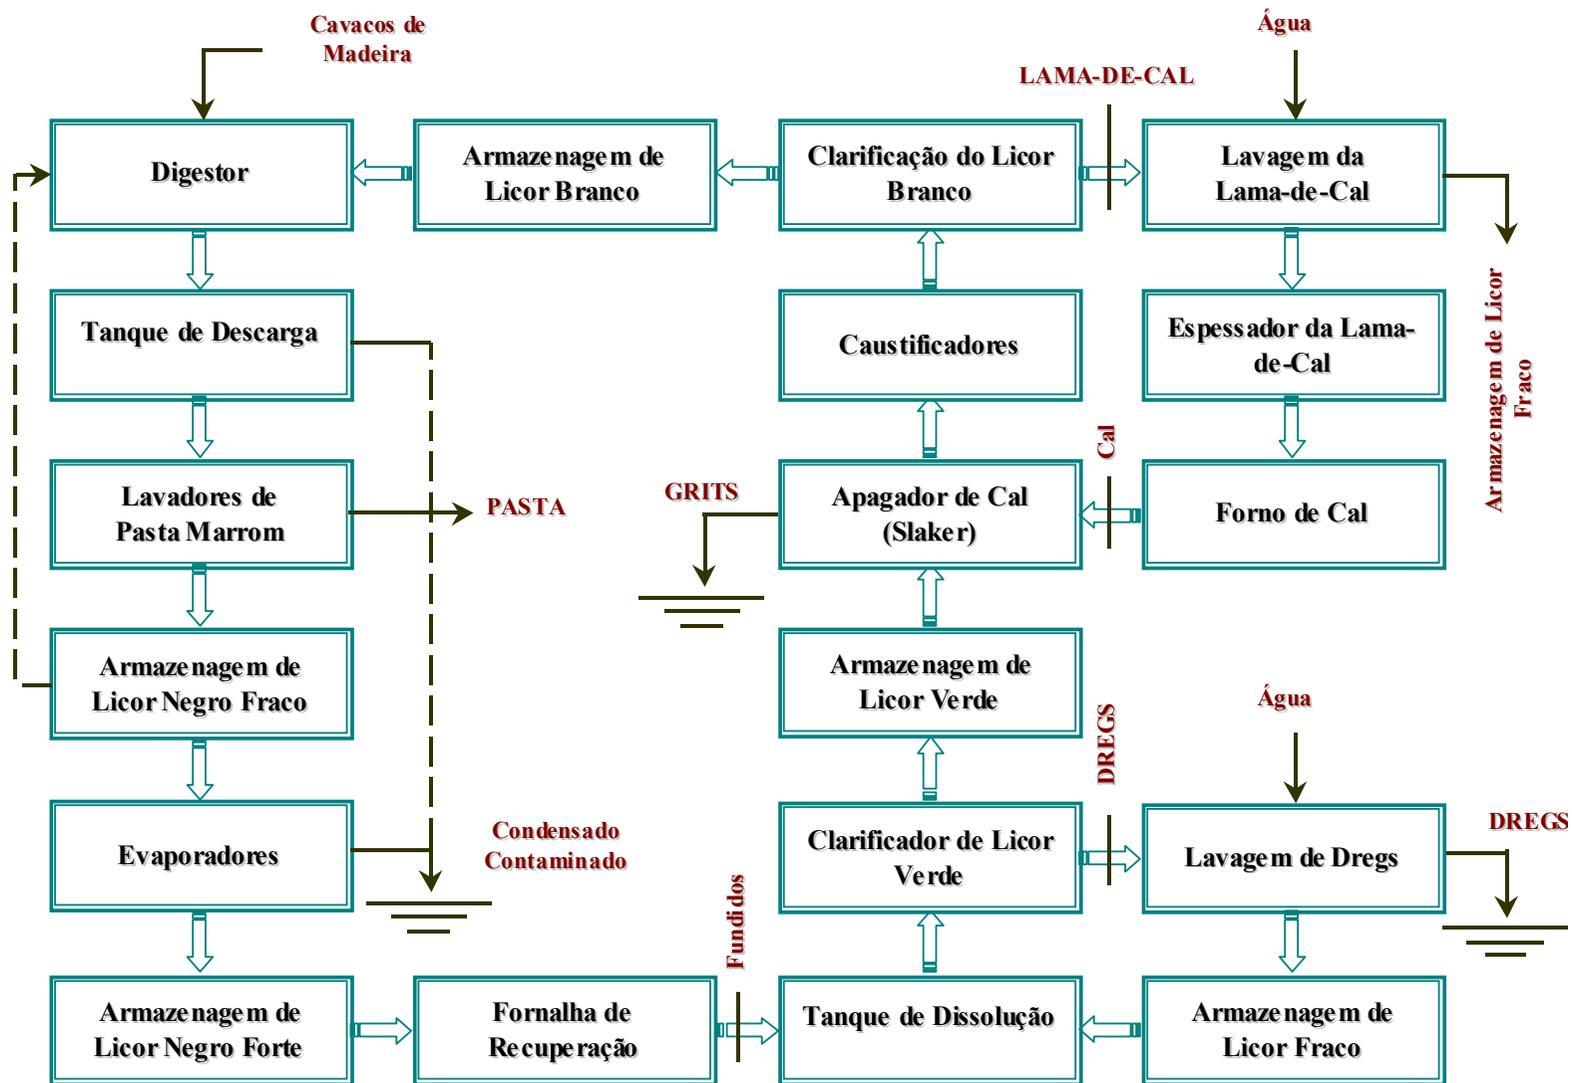 Cavacos de
Madeira
Água
LAMA-DE-CAL
Digestor
Armazenagem de
Licor Branco
Clarificação do Licor
Branco
Lavagem da
Lama-de-Cal
Tanque de Descarga
Caustificadores
Espessador da Lama-
de-Cal
Armazenagem de Licor
Fraco
Lavadores de
Pasta Marrom
PASTA
GRITS
Apagador de Cal
(Slaker)
Cal
Forno de Cal
Armazenagem de
Licor Negro Fraco
Armazenagem de
Licor Verde
Água
DREGS
Evaporadores
Condensado
Contaminado
Clarificador de Licor
Verde
Lavagem de Dregs
DREGS
Fundidos
Armazenagem de
Licor Negro Forte
Fornalha de
Recuperação
Tanque de Dissolução
Armazenagem de
Licor Fraco